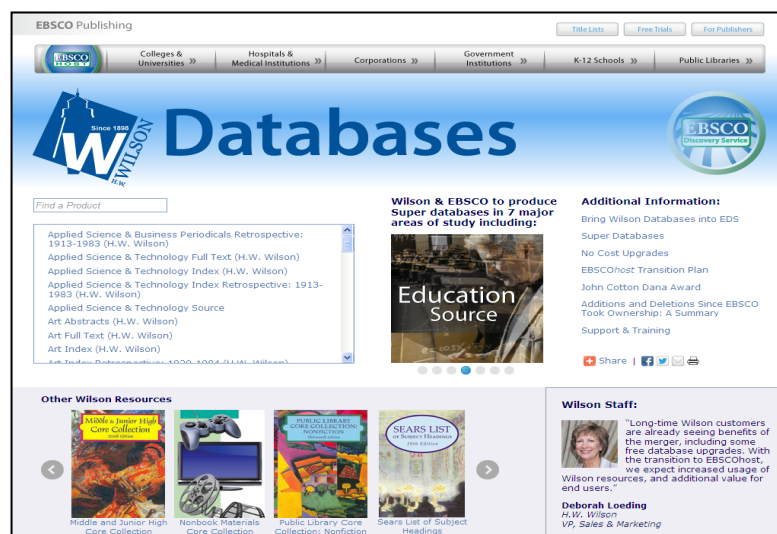 EBSCO Publishing
Title Lists
Free Trials
For Publishers
EBSCO
HOST
Colleges &
Universities »
Hospitals &
Medical Institutions »
Corporations »
Government
Institutions »
K-12 Schools »
Public Libraries »
Since 1898
W
WILSON
H.W.
Databases
EBSCO
Discovery Service
Find a Product
Applied Science & Business Periodicals Retrospective:
1913-1983 (H.W. Wilson)
Applied Science & Technology Full Text (H.W. Wilson)
Applied Science & Technology Index (H.W. Wilson)
Applied Science & Technology Index Retrospective: 1913-
1983 (H.W. Wilson)
Applied Science & Technology Source
Art Abstracts (H.W. Wilson)
Art Full Text (H.W. Wilson)
Art Index (H.W. Wilson)
Art Index Retrospective: 1929-1984 (H.W. Wilson)
Wilson & EBSCO to produce
Super databases in 7 major
areas of study including:
Education
Source
Additional Information:
Bring Wilson Databases into EDS
Super Databases
No Cost Upgrades
EBSCOhost Transition Plan
John Cotton Dana Award
Additions and Deletions Since EBSCO
Took Ownership: A Summary
Support & Training
Share |
Other Wilson Resources
Middle & Junior High
Core Collection
PUBLIC LIBRARY
CORE COLLECTION:
NONFICTION
SEARS LIST
OF SUBJECT HEADINGS
20th Edition
Middle and Junior High
Core Collection
Nonbook Materials
Core Collection
Public Library Core
Collection: Nonfiction
Sears List of Subject
Headings
Wilson Staff:
"Long-time Wilson customers
are already seeing benefits of
the merger, including some
free database upgrades. With
the transition to EBSCOhost,
we expect increased usage of
Wilson resources, and additional value for
end users."
Deborah Loeding
H.W. Wilson
VP, Sales & Marketing